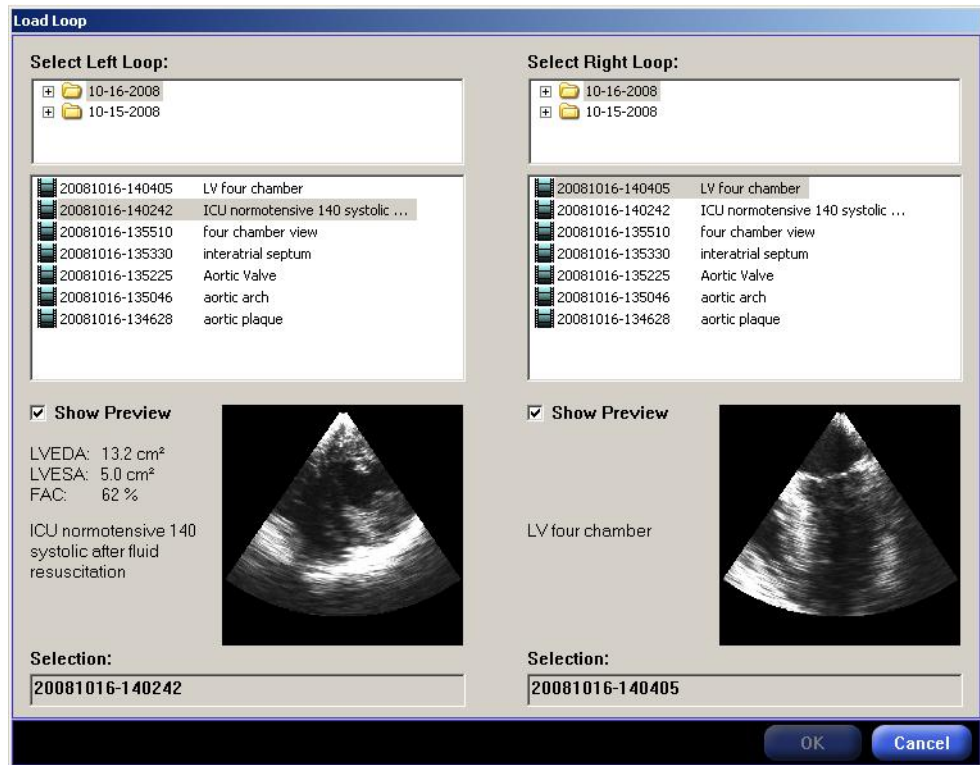 Load Loop
Select Left Loop:
10-16-2008
10-15-2008
20081016-140405 LV four chamber
20081016-140242 ICU normotensive 140 systolic ...
20081016-135510 four chamber view
20081016-135330 interatrial septum
20081016-135225 Aortic Valve
20081016-135046 aortic arch
20081016-134628 aortic plaque
Show Preview
LVEDA: 13.2 cm²
LVESA: 5.0 cm²
FAC: 62 %
ICU normotensive 140
systolic after fluid
resuscitation
Selection:
20081016-140242
Select Right Loop:
10-16-2008
10-15-2008
20081016-140405 LV four chamber
20081016-140242 ICU normotensive 140 systolic ...
20081016-135510 four chamber view
20081016-135330 interatrial septum
20081016-135225 Aortic Valve
20081016-135046 aortic arch
20081016-134628 aortic plaque
Show Preview
LV four chamber
Selection:
20081016-140405
OK
Cancel